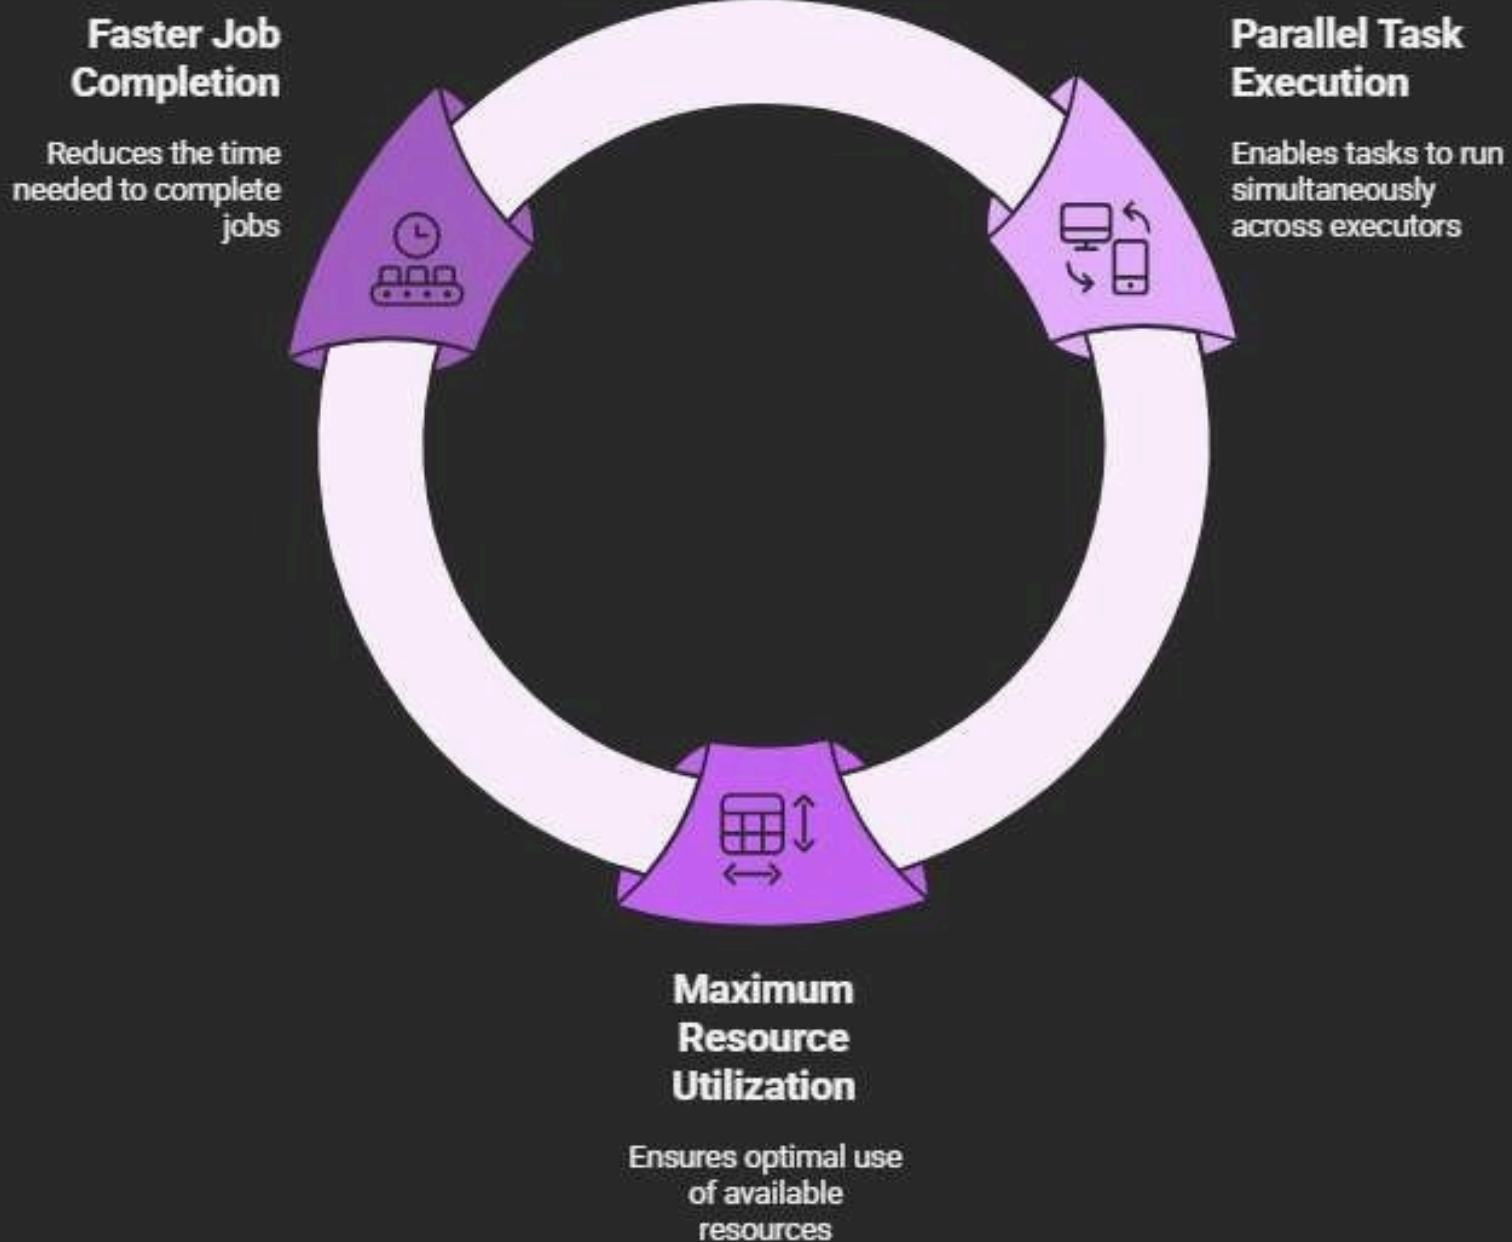 Faster Job
Completion
Reduces the time
needed to complete
jobs
Parallel Task
Execution
Enables tasks to run
simultaneously
across executors
Maximum
Resource
Utilization
Ensures optimal use
of available
resources